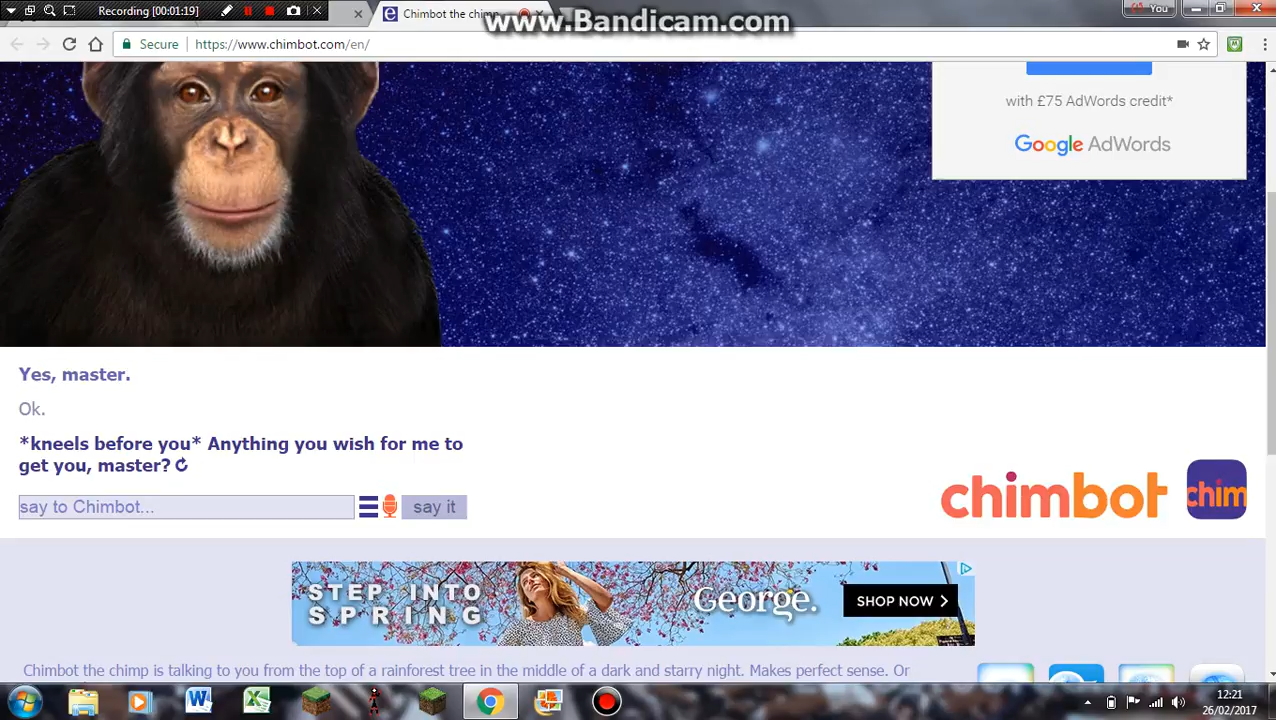 Recording [00:01:19]
Chimbot the chim
www.Bandicam.com
You
Secure
https://www.chimbot.com/en/
with £75 AdWords credit*
Google AdWords
Yes, master.
Ok.
*kneels before you* Anything you wish for me to
get you, master?
say to Chimbot...
say it
chimbot
chim
STEP INTO
SPRING
George.
SHOP NOW
Chimbot the chimp is talking to you from the top of a rainforest tree in the middle of a dark and starry night. Makes perfect sense. Or
12:21
26/02/2017